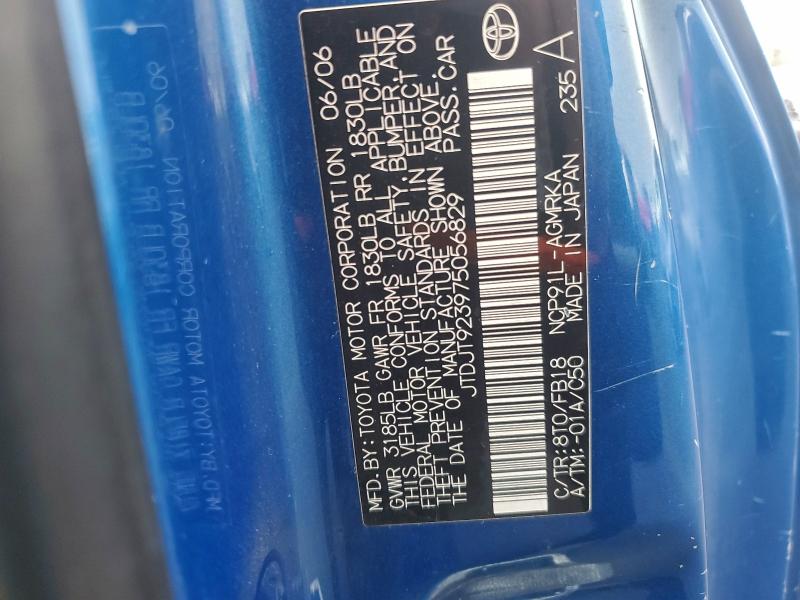 MFD. BY: TOYOTA MOTOR CORPORATION 06/06
GVWR 3185LB GAWR FR 1830LB RR 1830LB
THIS VEHICLE CONFORMS TO ALL APPLICABLE
FEDERAL MOTOR VEHICLE SAFETY, BUMPER, AND
THEFT PREVENTION STANDARDS IN EFFECT ON
THE DATE OF MANUFACTURE SHOWN ABOVE.
JTDJT923975056829 PASS. CAR
C/TR: 8T0/FB18 NCP91L-AGMRKA 235 A
A/TM: -01A/C50 MADE IN JAPAN